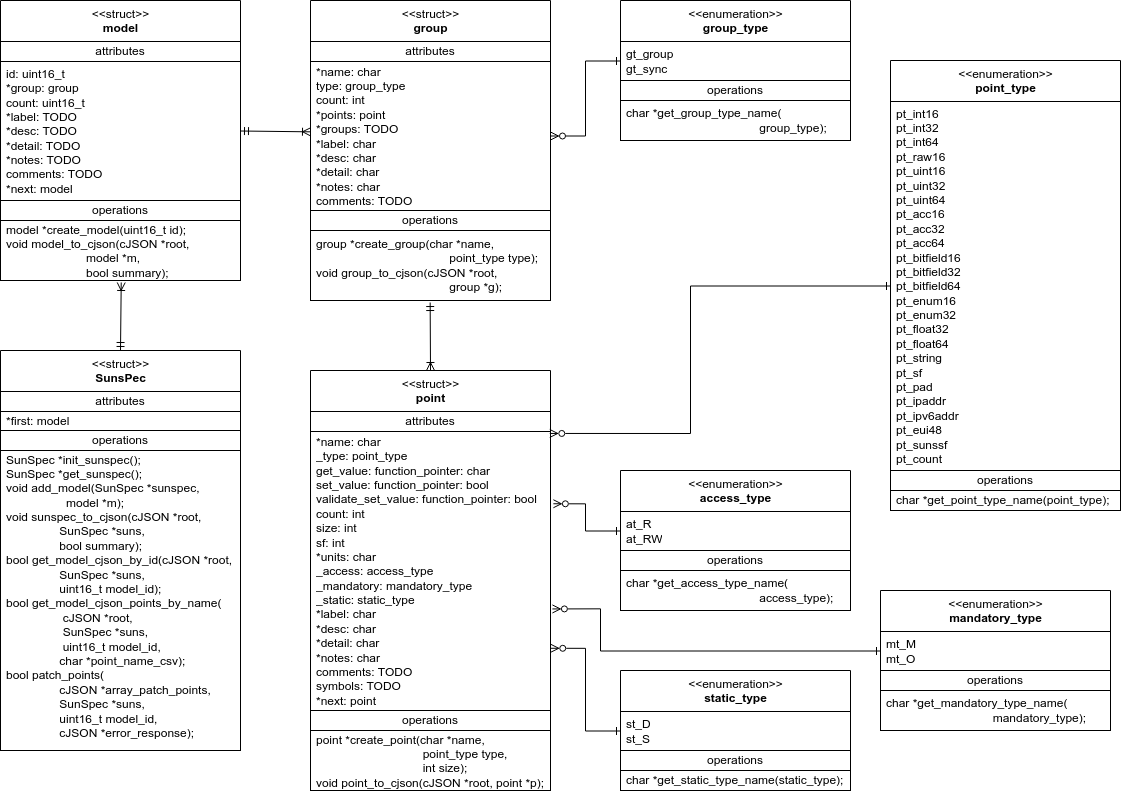 <<struct>>
model
attributes
id: uint16_t
*group: group
count: uint16_t
*label: TODO
*desc: TODO
*detail: TODO
*notes: TODO
comments: TODO
*next: model
operations
model *create_model(uint16_t id);
void model_to_cjson(cJSON *root,
model *m,
bool summary);
<<struct>>
group
attributes
*name: char
type: group_type
count: int
*points: point
*groups: TODO
*label: char
*desc: char
*detail: char
*notes: char
comments: TODO
operations
group *create_group(char *name,
point_type type);
void group_to_cjson(cJSON *root,
group *g);
<<enumeration>>
group_type
gt_group
gt_sync
operations
char *get_group_type_name(
group_type);
<<enumeration>>
point_type
pt_int16
pt_int32
pt_int64
pt_raw16
pt_uint16
pt_uint32
pt_uint64
pt_acc16
pt_acc32
pt_acc64
pt_bitfield16
pt_bitfield32
pt_bitfield64
pt_enum16
pt_enum32
pt_float32
pt_float64
pt_string
pt_sf
pt_pad
pt_ipaddr
pt_ipv6addr
pt_eui48
pt_sunssf
pt_count
operations
char *get_point_type_name(point_type);
<<struct>>
SunsPec
attributes
*first: model
operations
SunSpec *init_sunspec();
SunSpec *get_sunspec();
void add_model(SunSpec *sunspec,
model *m);
void sunspec_to_cjson(cJSON *root,
SunSpec *suns,
bool summary);
bool get_model_cjson_by_id(cJSON *root,
SunSpec *suns,
uint16_t model_id);
bool get_model_cjson_points_by_name(
cJSON *root,
SunSpec *suns,
uint16_t model_id,
char *point_name_csv);
bool patch_points(
cJSON *array_patch_points,
SunSpec *suns,
uint16_t model_id,
cJSON *error_response);
<<struct>>
point
attributes
*name: char
_type: point_type
get_value: function_pointer: char
set_value: function_pointer: bool
validate_set_value: function_pointer: bool
count: int
size: int
sf: int
*units: char
_access: access_type
_mandatory: mandatory_type
_static: static_type
*label: char
*desc: char
*detail: char
*notes: char
comments: TODO
symbols: TODO
*next: point
operations
point *create_point(char *name,
point_type type,
int size);
void point_to_cjson(cJSON *root, point *p);
<<enumeration>>
access_type
at_R
at_RW
operations
char *get_access_type_name(
access_type);
<<enumeration>>
mandatory_type
mt_M
mt_O
operations
char *get_mandatory_type_name(
mandatory_type);
<<enumeration>>
static_type
st_D
st_S
operations
char *get_static_type_name(static_type);